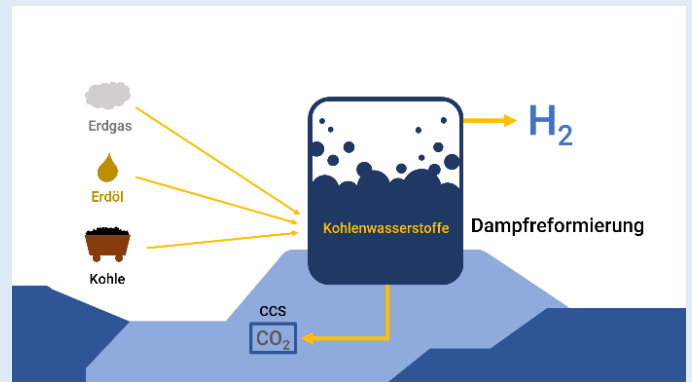 Erdgas
Erdöl
Kohle
Kohlenwasserstoffe
H₂
Dampfreformierung
CCS
CO₂